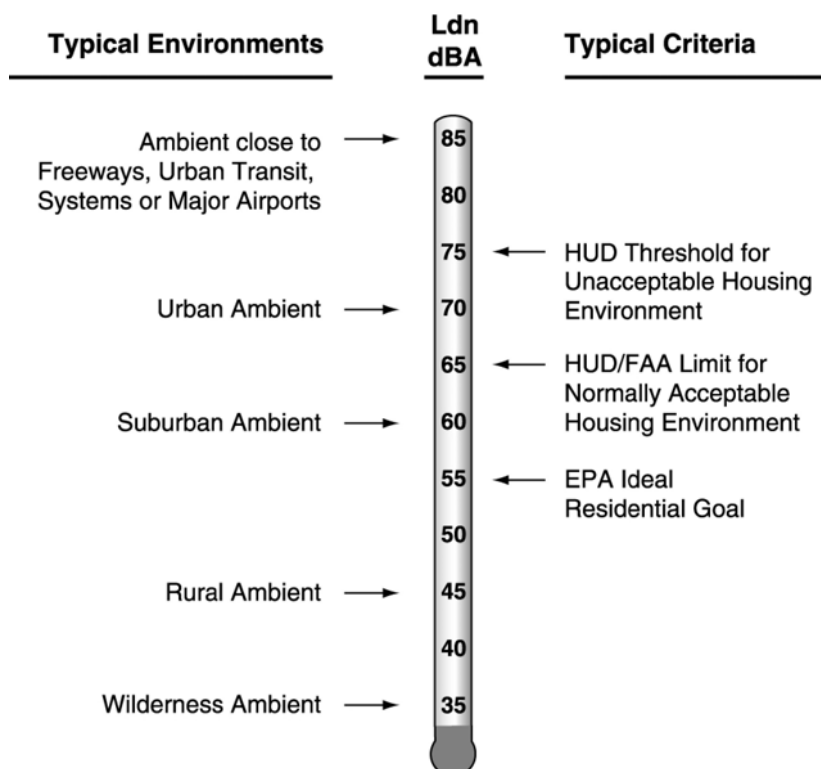 Typical Environments
Ldn
dBA
Typical Criteria
Ambient close to
Freeways, Urban Transit,
Systems or Major Airports
85
80
75
HUD Threshold for
Unacceptable Housing
Environment
Urban Ambient
70
65
HUD/FAA Limit for
Normally Acceptable
Housing Environment
Suburban Ambient
60
55
EPA Ideal
Residential Goal
50
Rural Ambient
45
40
Wilderness Ambient
35